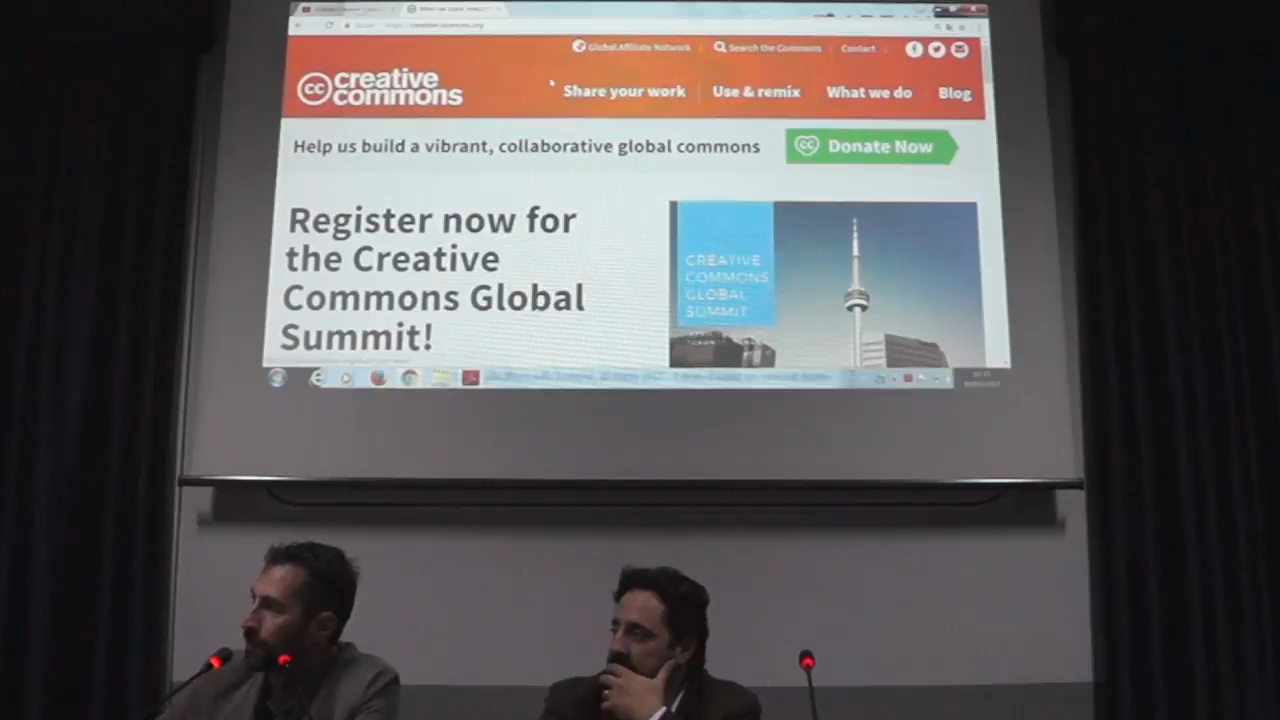 Global Affiliate Network
Search the Commons
Contact
cc creative
commons
Share your work
Use & remix
What we do
Blog
Help us build a vibrant, collaborative global commons
cc Donate Now
Register now for
the Creative
Commons Global
Summit!
CREATIVE
COMMONS
GLOBAL
SUMMIT